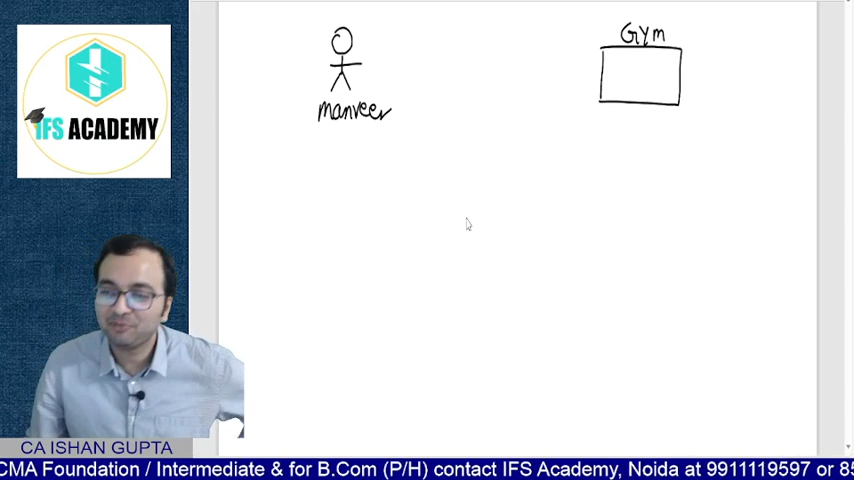 IFS ACADEMY
Gym
manveer
CA ISHAN GUPTA
CMA Foundation / Intermediate & for B.Com (P/H) contact IFS Academy, Noida at 9911119597 or 85